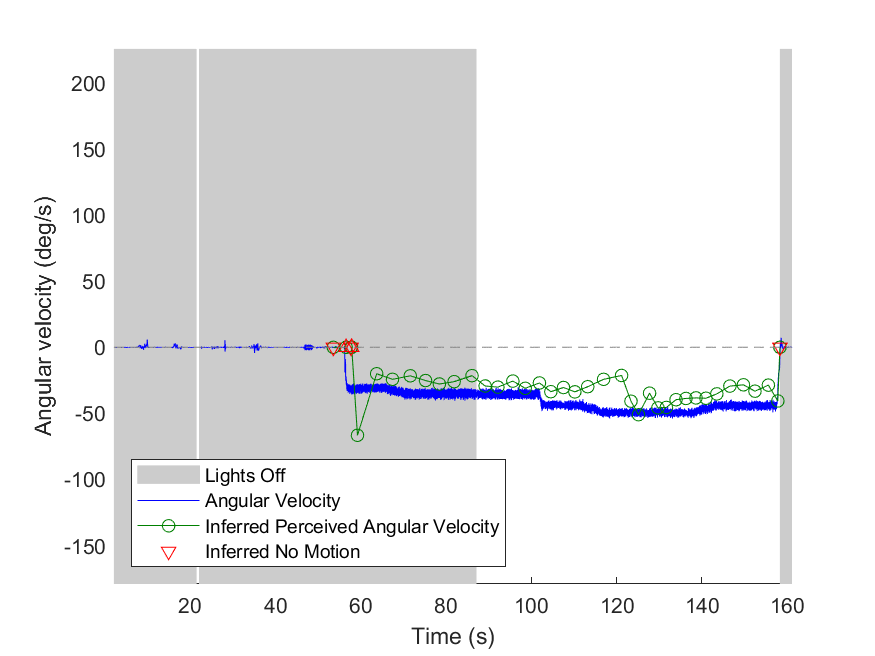 200
150
100
50
0
-50
-100
-150
Angular velocity (deg/s)
Lights Off
Angular Velocity
Inferred Perceived Angular Velocity
Inferred No Motion
20 40 60 80 100 120 140 160
Time (s)